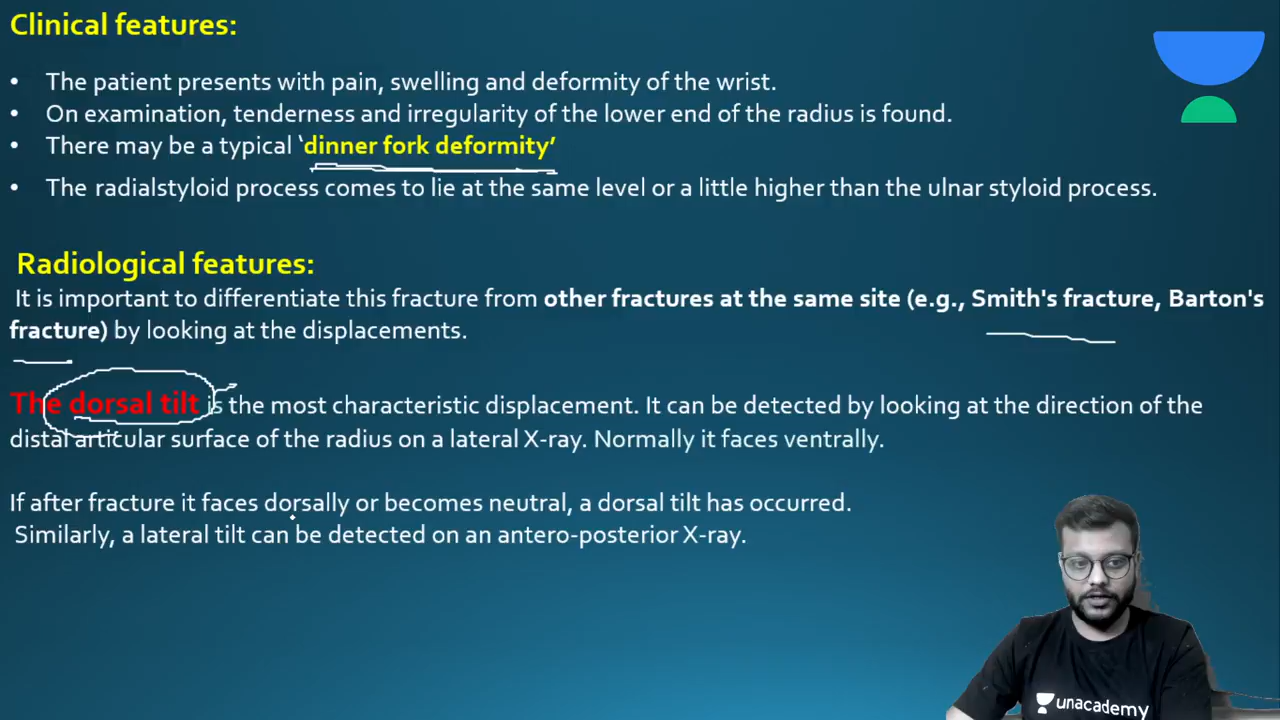 Clinical features:
• The patient presents with pain, swelling and deformity of the wrist.
• On examination, tenderness and irregularity of the lower end of the radius is found.
• There may be a typical ‘dinner fork deformity’
• The radialstyloid process comes to lie at the same level or a little higher than the ulnar styloid process.
Radiological features:
It is important to differentiate this fracture from other fractures at the same site (e.g., Smith's fracture, Barton's
fracture) by looking at the displacements.
The dorsal tilt is the most characteristic displacement. It can be detected by looking at the direction of the
distal articular surface of the radius on a lateral X-ray. Normally it faces ventrally.
If after fracture it faces dorsally or becomes neutral, a dorsal tilt has occurred.
Similarly, a lateral tilt can be detected on an antero-posterior X-ray.
unacademy